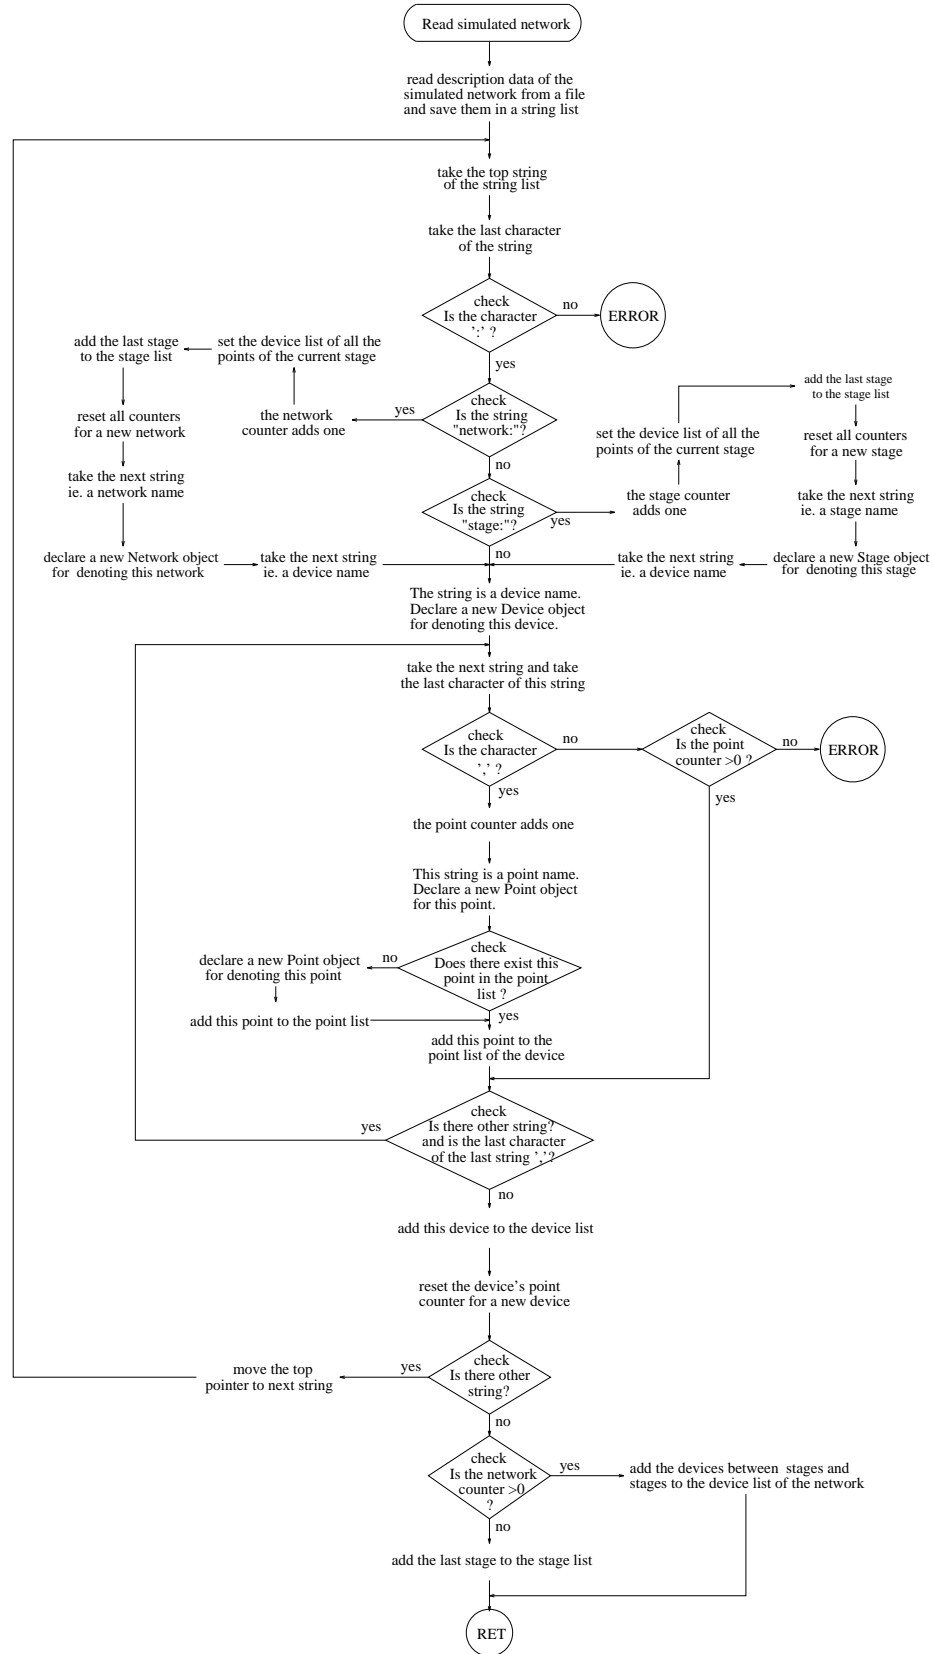 Read simulated network
read description data of the
simulated network from a file
and save them in a string list
take the top string
of the string list
take the last character
of the string
check
Is the character
':' ?
no
ERROR
yes
add the last stage
to the stage list
set the device list of all the
points of the current stage
reset all counters
for a new network
the network
counter adds one
yes
check
Is the string
"network:"?
no
add the last stage
to the stage list
set the device list of all the
points of the current stage
reset all counters
for a new stage
take the next string
ie. a network name
check
Is the string
"stage:"?
yes
the stage counter
adds one
take the next string
ie. a stage name
no
declare a new Network object
for denoting this network
take the next string
ie. a device name
take the next string
ie. a device name
declare a new Stage object
for denoting this stage
The string is a device name.
Declare a new Device object
for denoting this device.
take the next string and take
the last character of this string
check
Is the character
',' ?
no
check
Is the point
counter >0 ?
no
ERROR
yes
yes
the point counter adds one
This string is a point name.
Declare a new Point object
for this point.
declare a new Point object
for denoting this point
no
check
Does there exist this
point in the point
list ?
add this point to the point list
yes
add this point to the
point list of the device
yes
check
Is there other string?
and is the last character
of the last string ','?
no
add this device to the device list
reset the device's point
counter for a new device
move the top
pointer to next string
yes
check
Is there other
string?
no
check
Is the network
counter >0
?
yes
add the devices between stages and
stages to the device list of the network
no
add the last stage to the stage list
RET